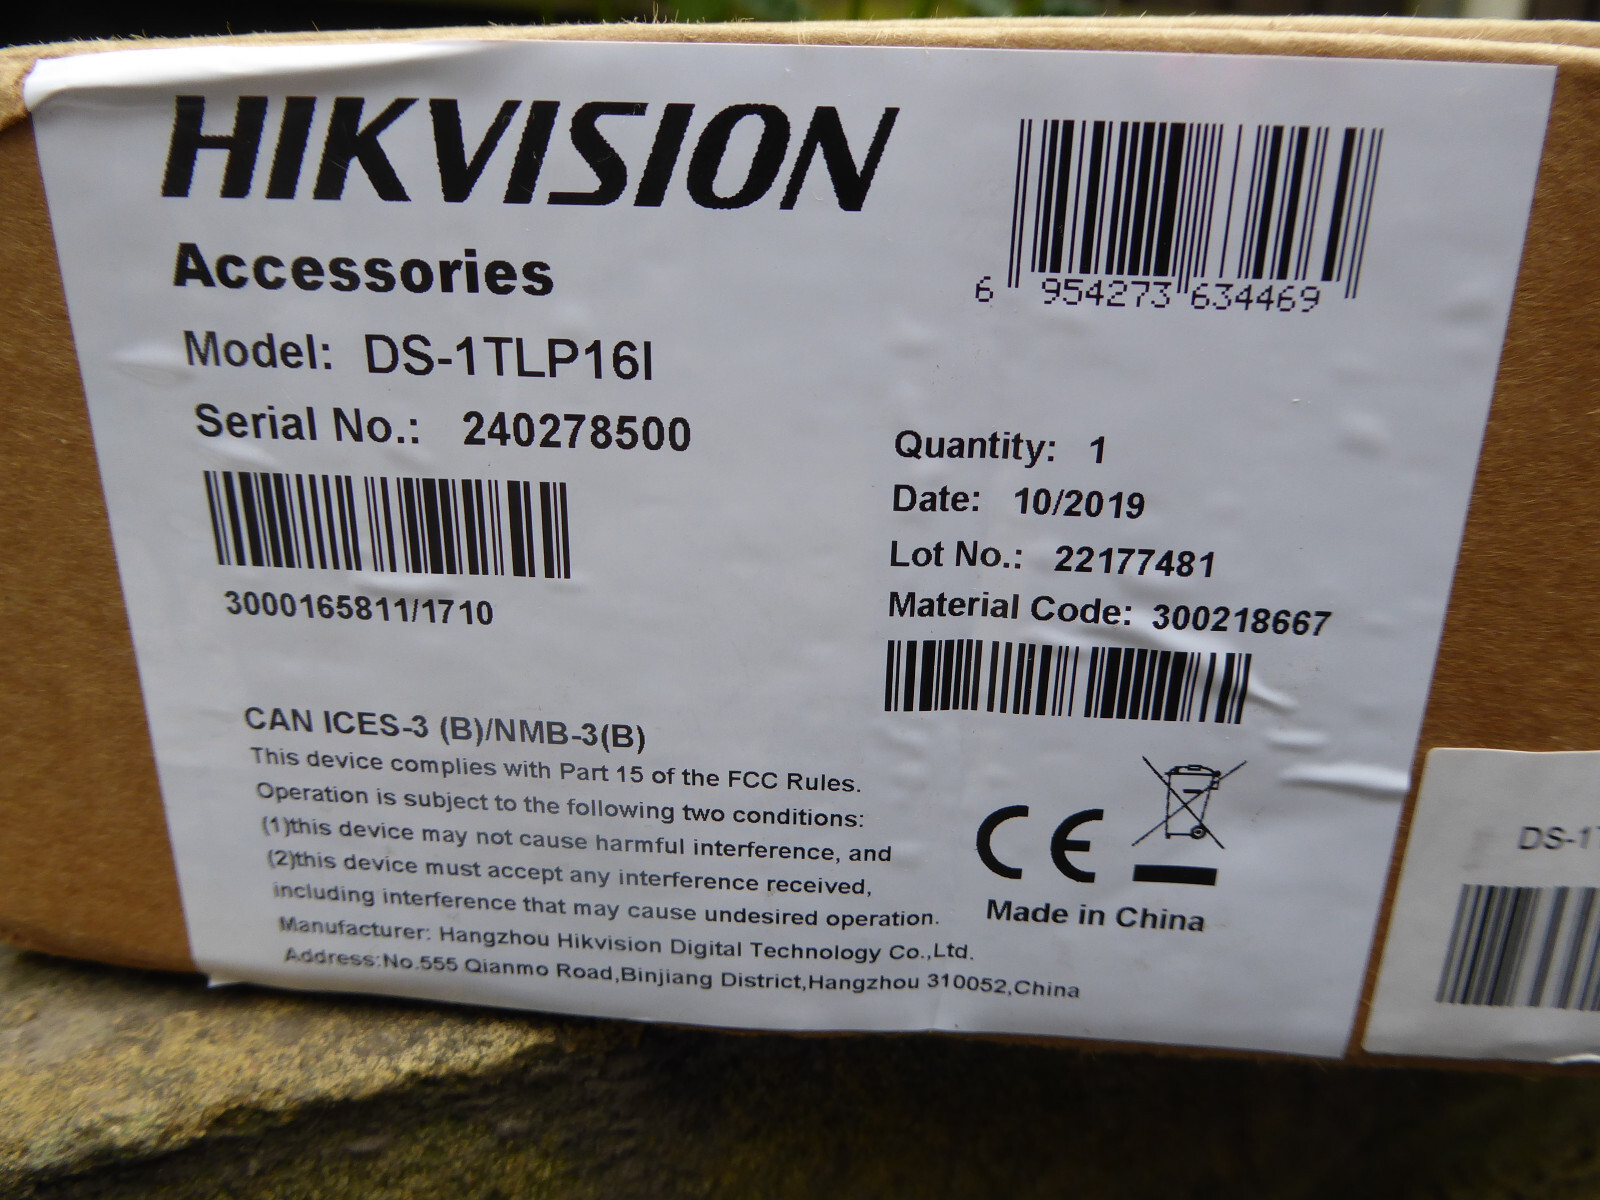 HIKVISION
Accessories
Model: DS-1TLP16I
Serial No.: 240278500
3000165811/1710
6 954273 634469
Quantity: 1
Date: 10/2019
Lot No.: 22177481
Material Code: 300218667
CAN ICES-3 (B)/NMB-3(B)
This device complies with Part 15 of the FCC Rules.
Operation is subject to the following two conditions:
(1)this device may not cause harmful interference, and
(2)this device must accept any interference received,
including interference that may cause undesired operation.
Manufacturer: Hangzhou Hikvision Digital Technology Co.,Ltd.
Address:No.555 Qianmo Road,Binjiang District,Hangzhou 310052,China
CE
Made in China
DS-1T